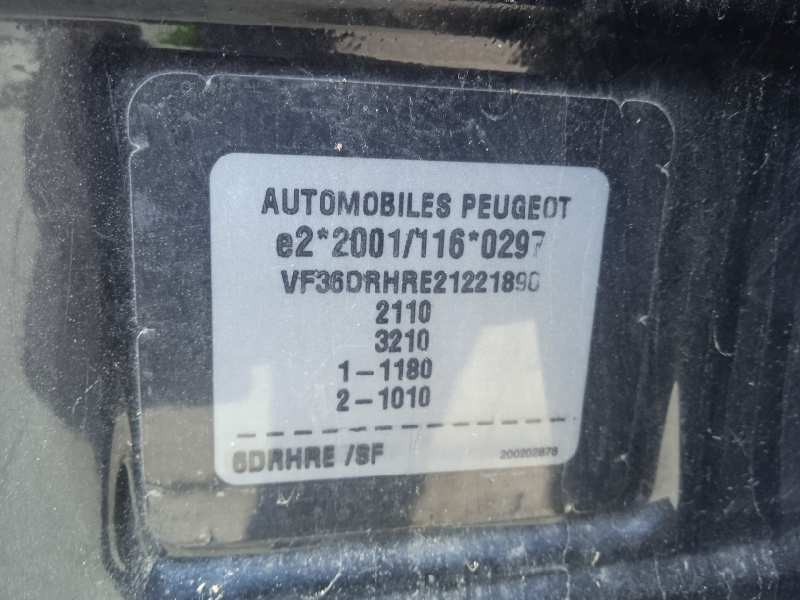 AUTOMOBILES PEUGEOT
e2*2001/116*0297
VF36DRHRE21221890
2110
3210
1-1180
2-1010
6DRHRE /SF
200202878